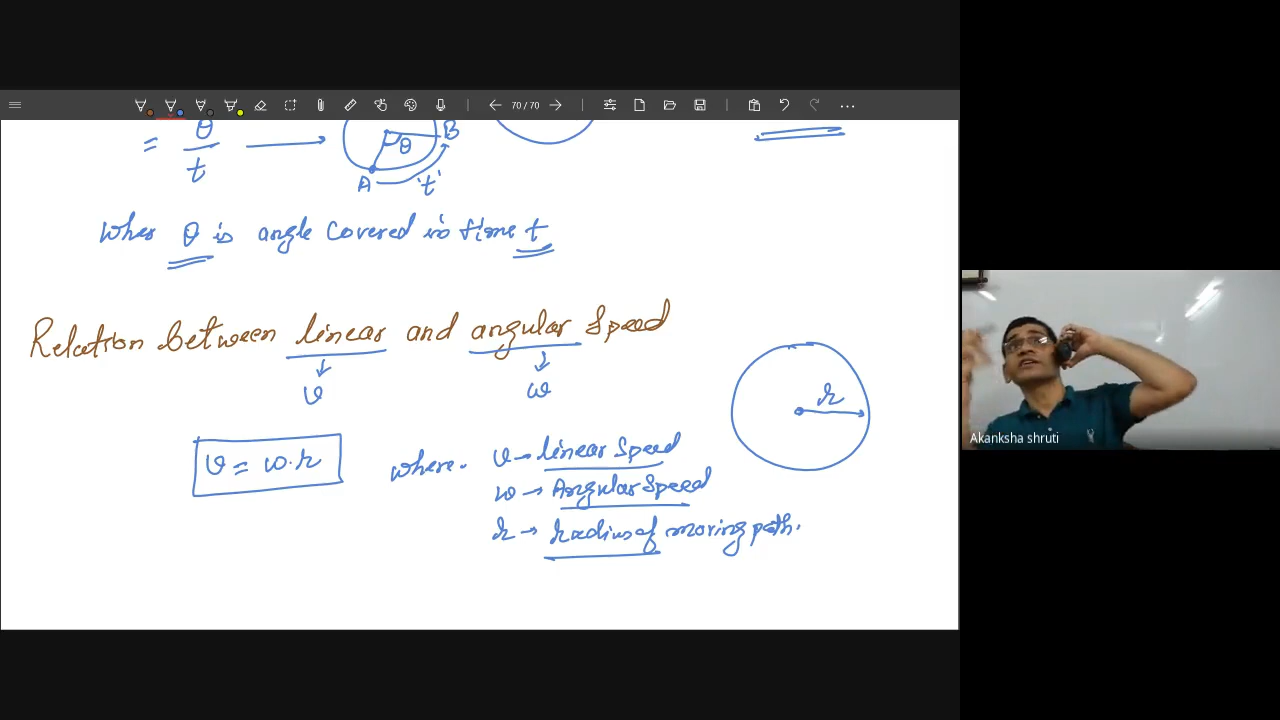 70 / 70
= θ/t
θ
A
B
't'
Wher θ is angle covered in time t
Relation between linear and angular Speed
v
ω
r
v = ω.r
where.
v → linear Speed
ω → Angular Speed
r → radius of moving path.
Akanksha shruti